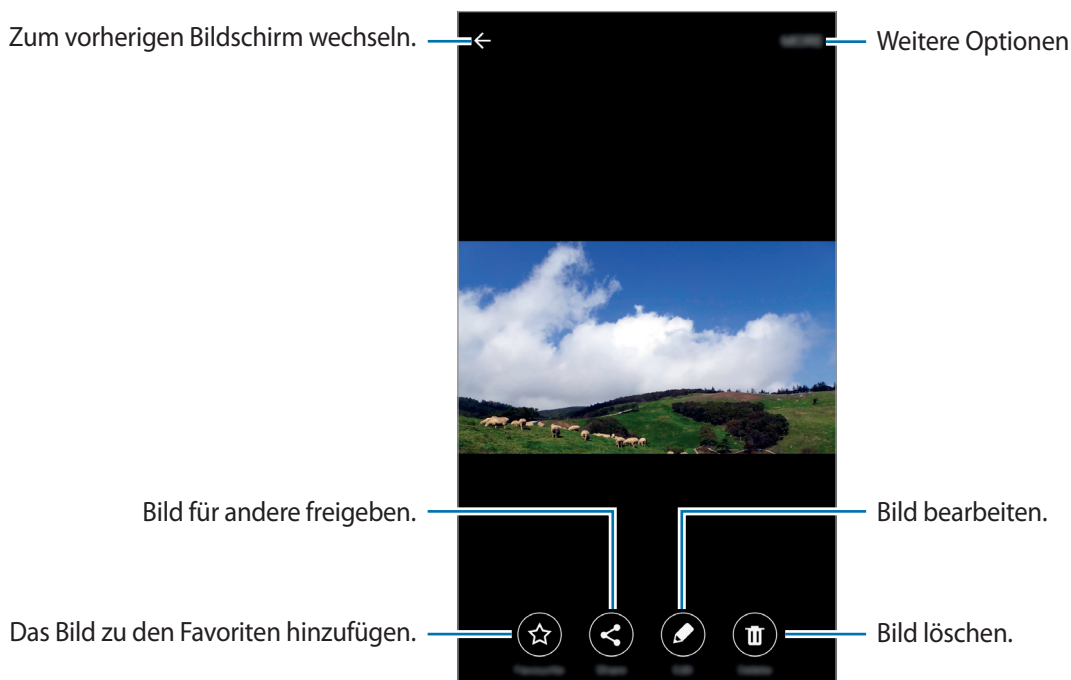 Zum vorherigen Bildschirm wechseln.
Weitere Optionen
Bild für andere freigeben.
Bild bearbeiten.
Das Bild zu den Favoriten hinzufügen.
Bild löschen.